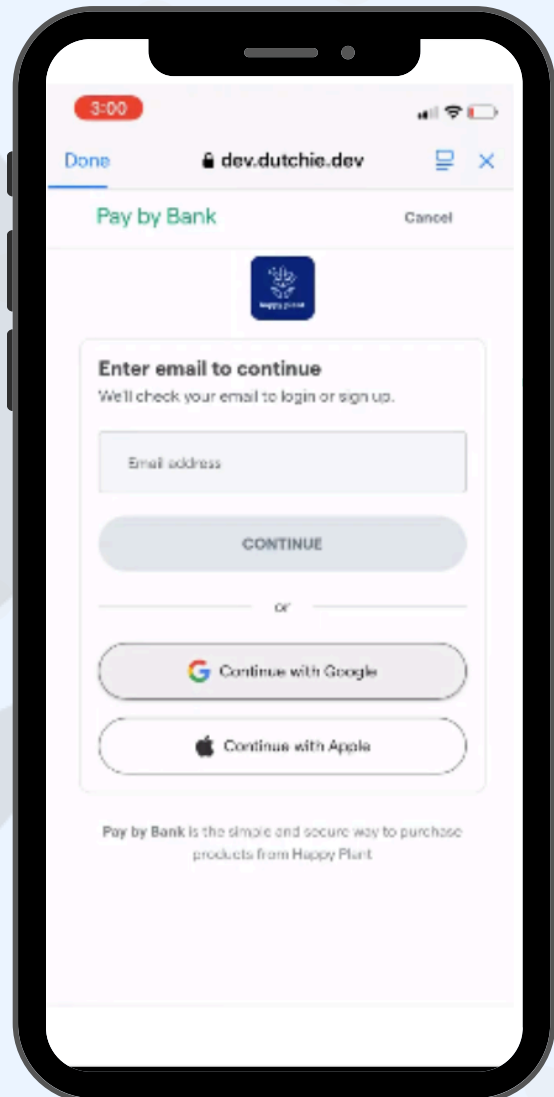 3:00
Done dev.dutchie.dev
Pay by Bank Cancel
happy plant
Enter email to continue
We'll check your email to login or sign up.
Email address
CONTINUE
or
Continue with Google
Continue with Apple
Pay by Bank is the simple and secure way to purchase
products from Happy Plant